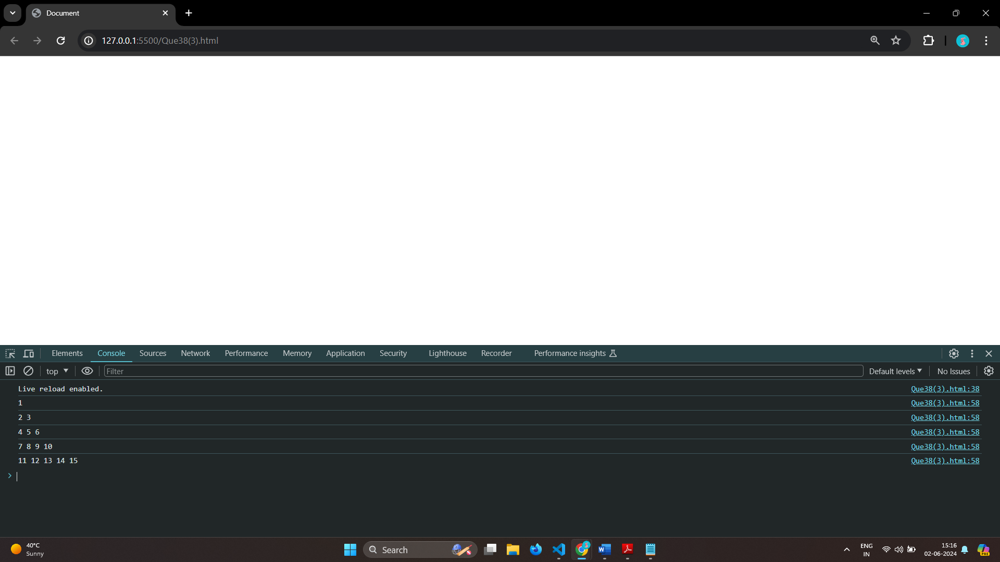 Document
127.0.0.1:5500/Que38(3).html
Elements Console Sources Network Performance Memory Application Security Lighthouse Recorder Performance insights
top Filter Default levels No Issues
Live reload enabled. Que38(3).html:38
1 Que38(3).html:58
2 3 Que38(3).html:58
4 5 6 Que38(3).html:58
7 8 9 10 Que38(3).html:58
11 12 13 14 15 Que38(3).html:58
40°C
Sunny
Search
ENG
IN
15:16
02-06-2024
PRE